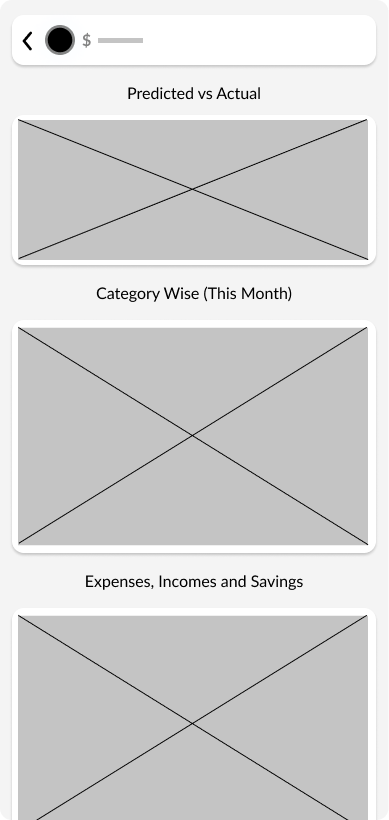 $
Predicted vs Actual
Category Wise (This Month)
Expenses, Incomes and Savings